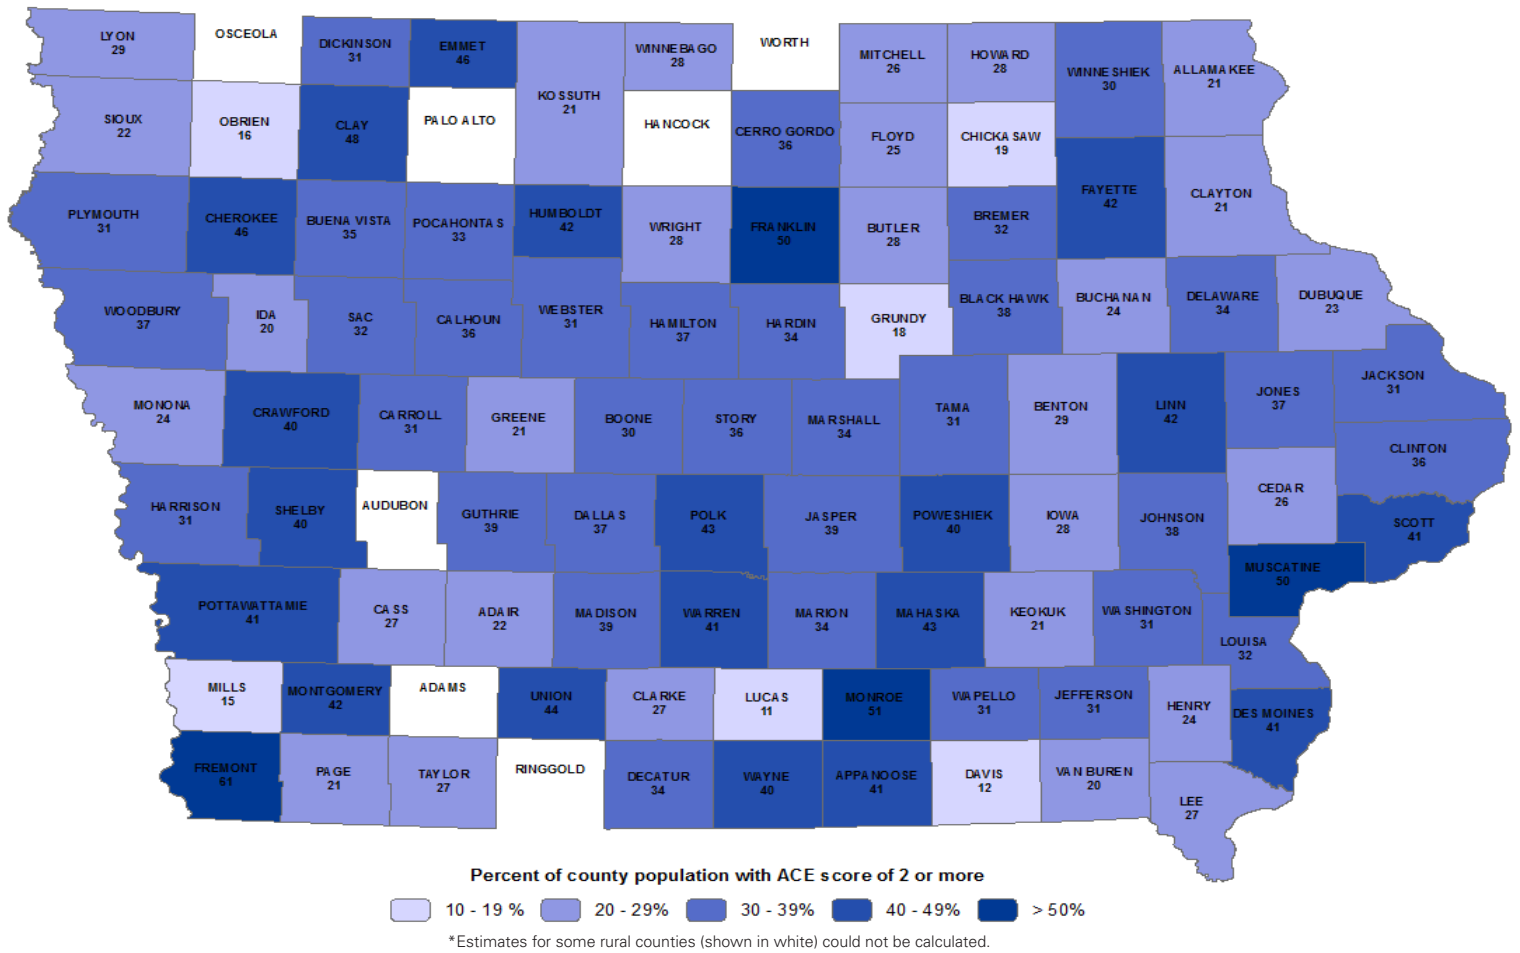 LYON
29
OSCEOLA
DICKINSON
31
EMMET
46
KOSSUTH
21
WINNEBAGO
28
WORTH
MITCHELL
26
HOWARD
28
WINNESHIEK
30
ALLAMAKEE
21
SIOUX
22
OBRIEN
16
CLAY
48
PALO ALTO
HANCOCK
CERRO GORDO
36
FLOYD
25
CHICKASAW
19
FAYETTE
42
CLAYTON
21
PLYMOUTH
31
CHEROKEE
46
BUENA VISTA
35
POCAHONTAS
33
HUMBOLDT
42
WRIGHT
28
FRANKLIN
50
BUTLER
28
BREMER
32
WOODBURY
37
IDA
20
SAC
32
CALHOUN
36
WEBSTER
31
HAMILTON
37
HARDIN
34
GRUNDY
18
BLACK HAWK
38
BUCHANAN
24
DELAWARE
34
DUBUQUE
23
MONONA
24
CRAWFORD
40
CARROLL
31
GREENE
21
BOONE
30
STORY
36
MARSHALL
34
TAMA
31
BENTON
29
LINN
42
JONES
37
JACKSON
31
CLINTON
36
HARRISON
31
SHELBY
40
AUDUBON
GUTHRIE
39
DALLAS
37
POLK
43
JASPER
39
POWESHIEK
40
IOWA
28
JOHNSON
38
CEDAR
26
SCOTT
41
MUSCATINE
50
POTTAWATTAMIE
41
CASS
27
ADAIR
22
MADISON
39
WARREN
41
MARION
34
MAHASKA
43
KEOKUK
21
WASHINGTON
31
LOUISA
32
MILLS
15
MONTGOMERY
42
ADAMS
UNION
44
CLARKE
27
LUCAS
11
MONROE
51
WAPELLO
31
JEFFERSON
31
HENRY
24
DES MOINES
41
FREMONT
61
PAGE
21
TAYLOR
27
RINGGOLD
DECATUR
34
WAYNE
40
APPANOOSE
41
DAVIS
12
VAN BUREN
20
LEE
27
Percent of county population with ACE score of 2 or more
10 - 19 % 20 - 29% 30 - 39% 40 - 49% > 50%
*Estimates for some rural counties (shown in white) could not be calculated.